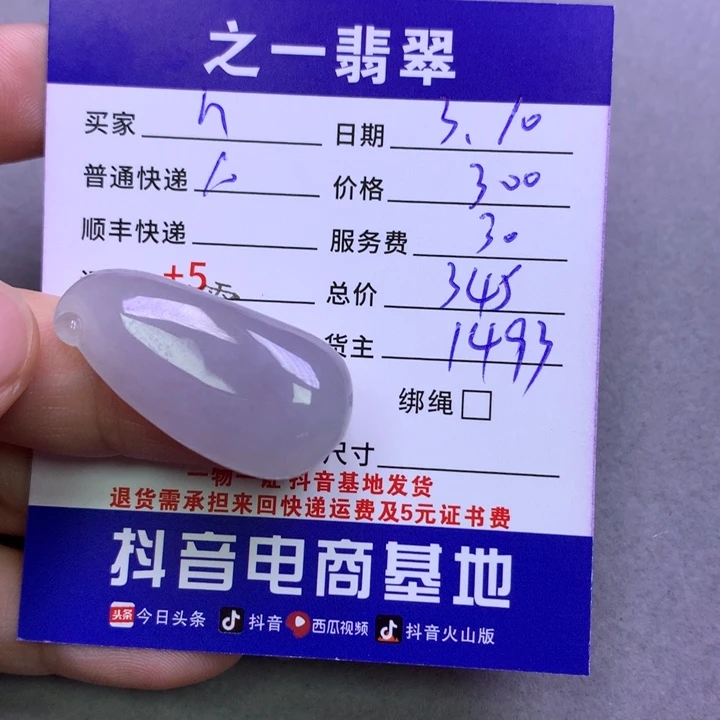 之一翡翠
买家 h 日期 3.10
普通快递 价格 300
顺丰快递 服务费 30
+5 总价 345
货主 1493
绑绳
尺寸
一物一证 抖音基地发货
退货需承担来回快递运费及5元证书费
抖音电商基地
头条 今日头条 抖音 西瓜视频 抖音火山版